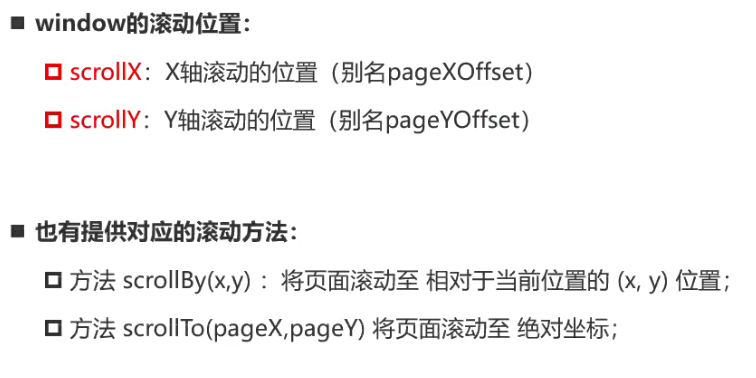 window的滚动位置：
scrollX：X轴滚动的位置（别名pageXOffset）
scrollY：Y轴滚动的位置（别名pageYOffset）
也有提供对应的滚动方法：
方法 scrollBy(x,y) ：将页面滚动至 相对于当前位置的 (x, y) 位置；
方法 scrollTo(pageX,pageY) 将页面滚动至 绝对坐标；